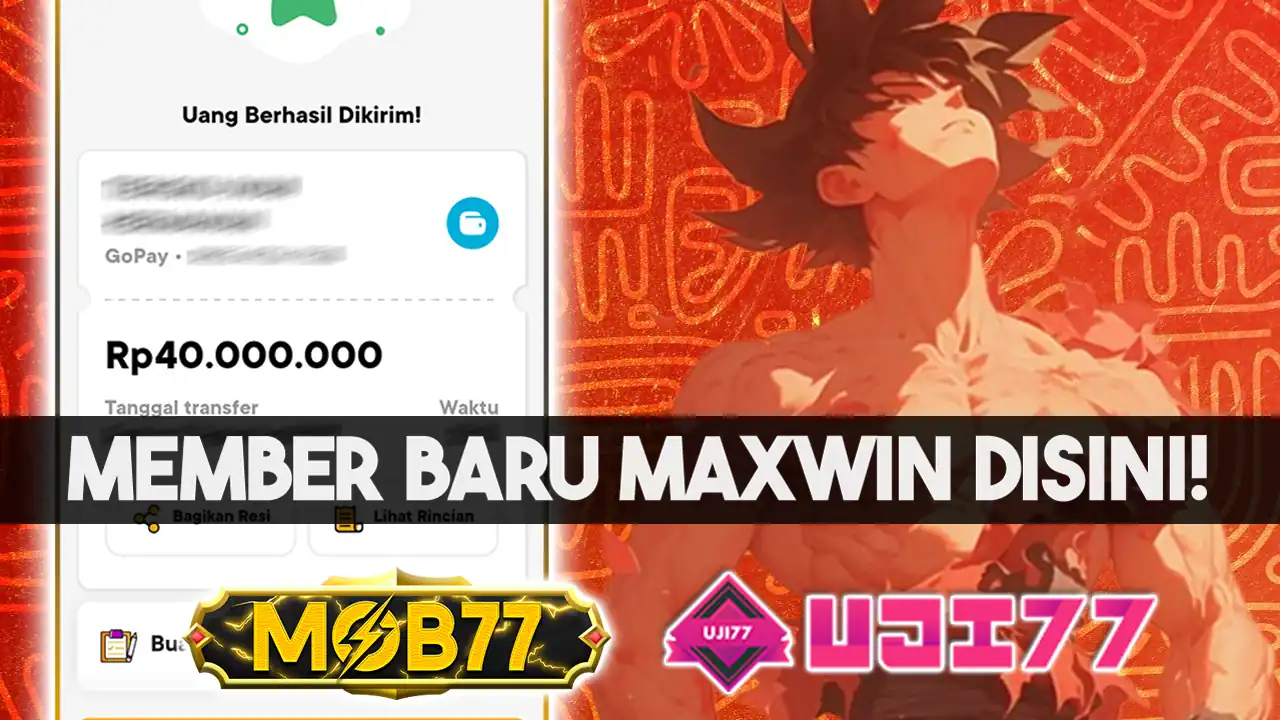 Uang Berhasil Dikirim!
GoPay •
Rp40.000.000
Tanggal transfer
Waktu
MEMBER BARU MAXWIN DISINI!
Bagikan Resi
Lihat Rincian
MOB77
UJI77
UJI77